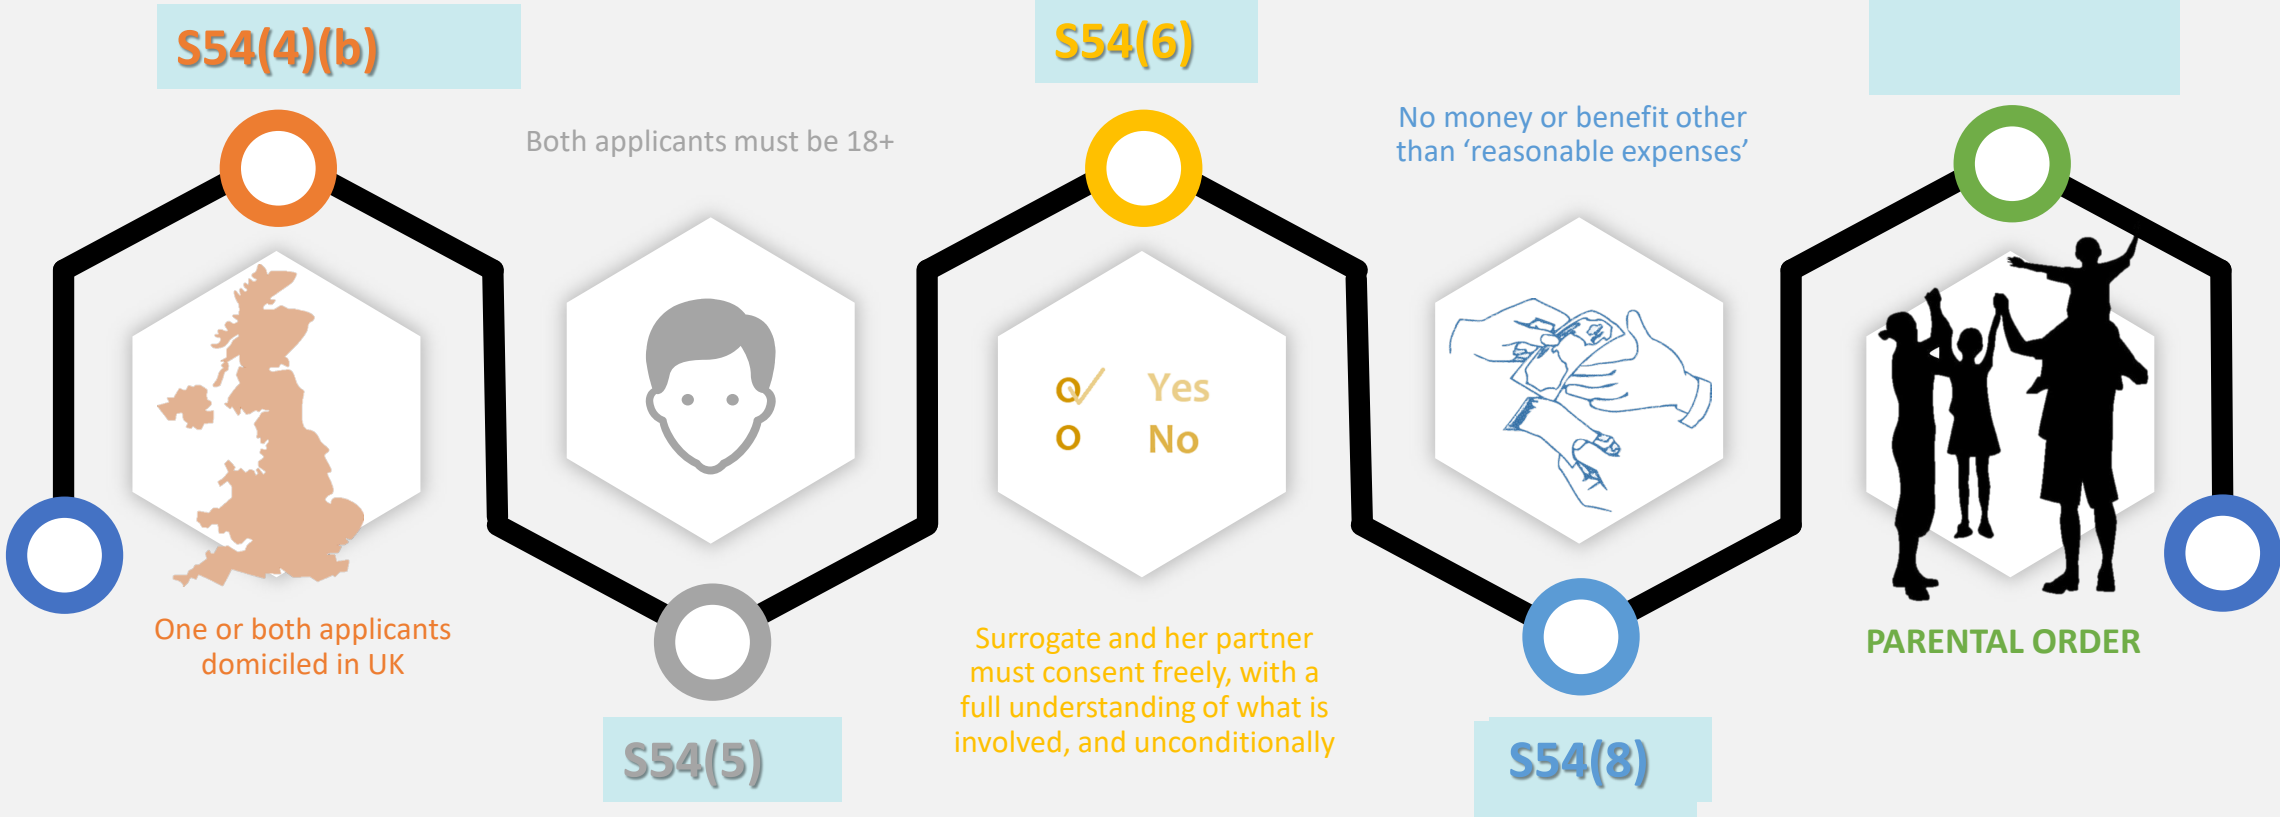 S54(4)(b)
One or both applicants
domiciled in UK
Both applicants must be 18+
S54(5)
S54(6)
O Yes
O No
Surrogate and her partner
must consent freely, with a
full understanding of what is
involved, and unconditionally
No money or benefit other
than ‘reasonable expenses’
S54(8)
PARENTAL ORDER